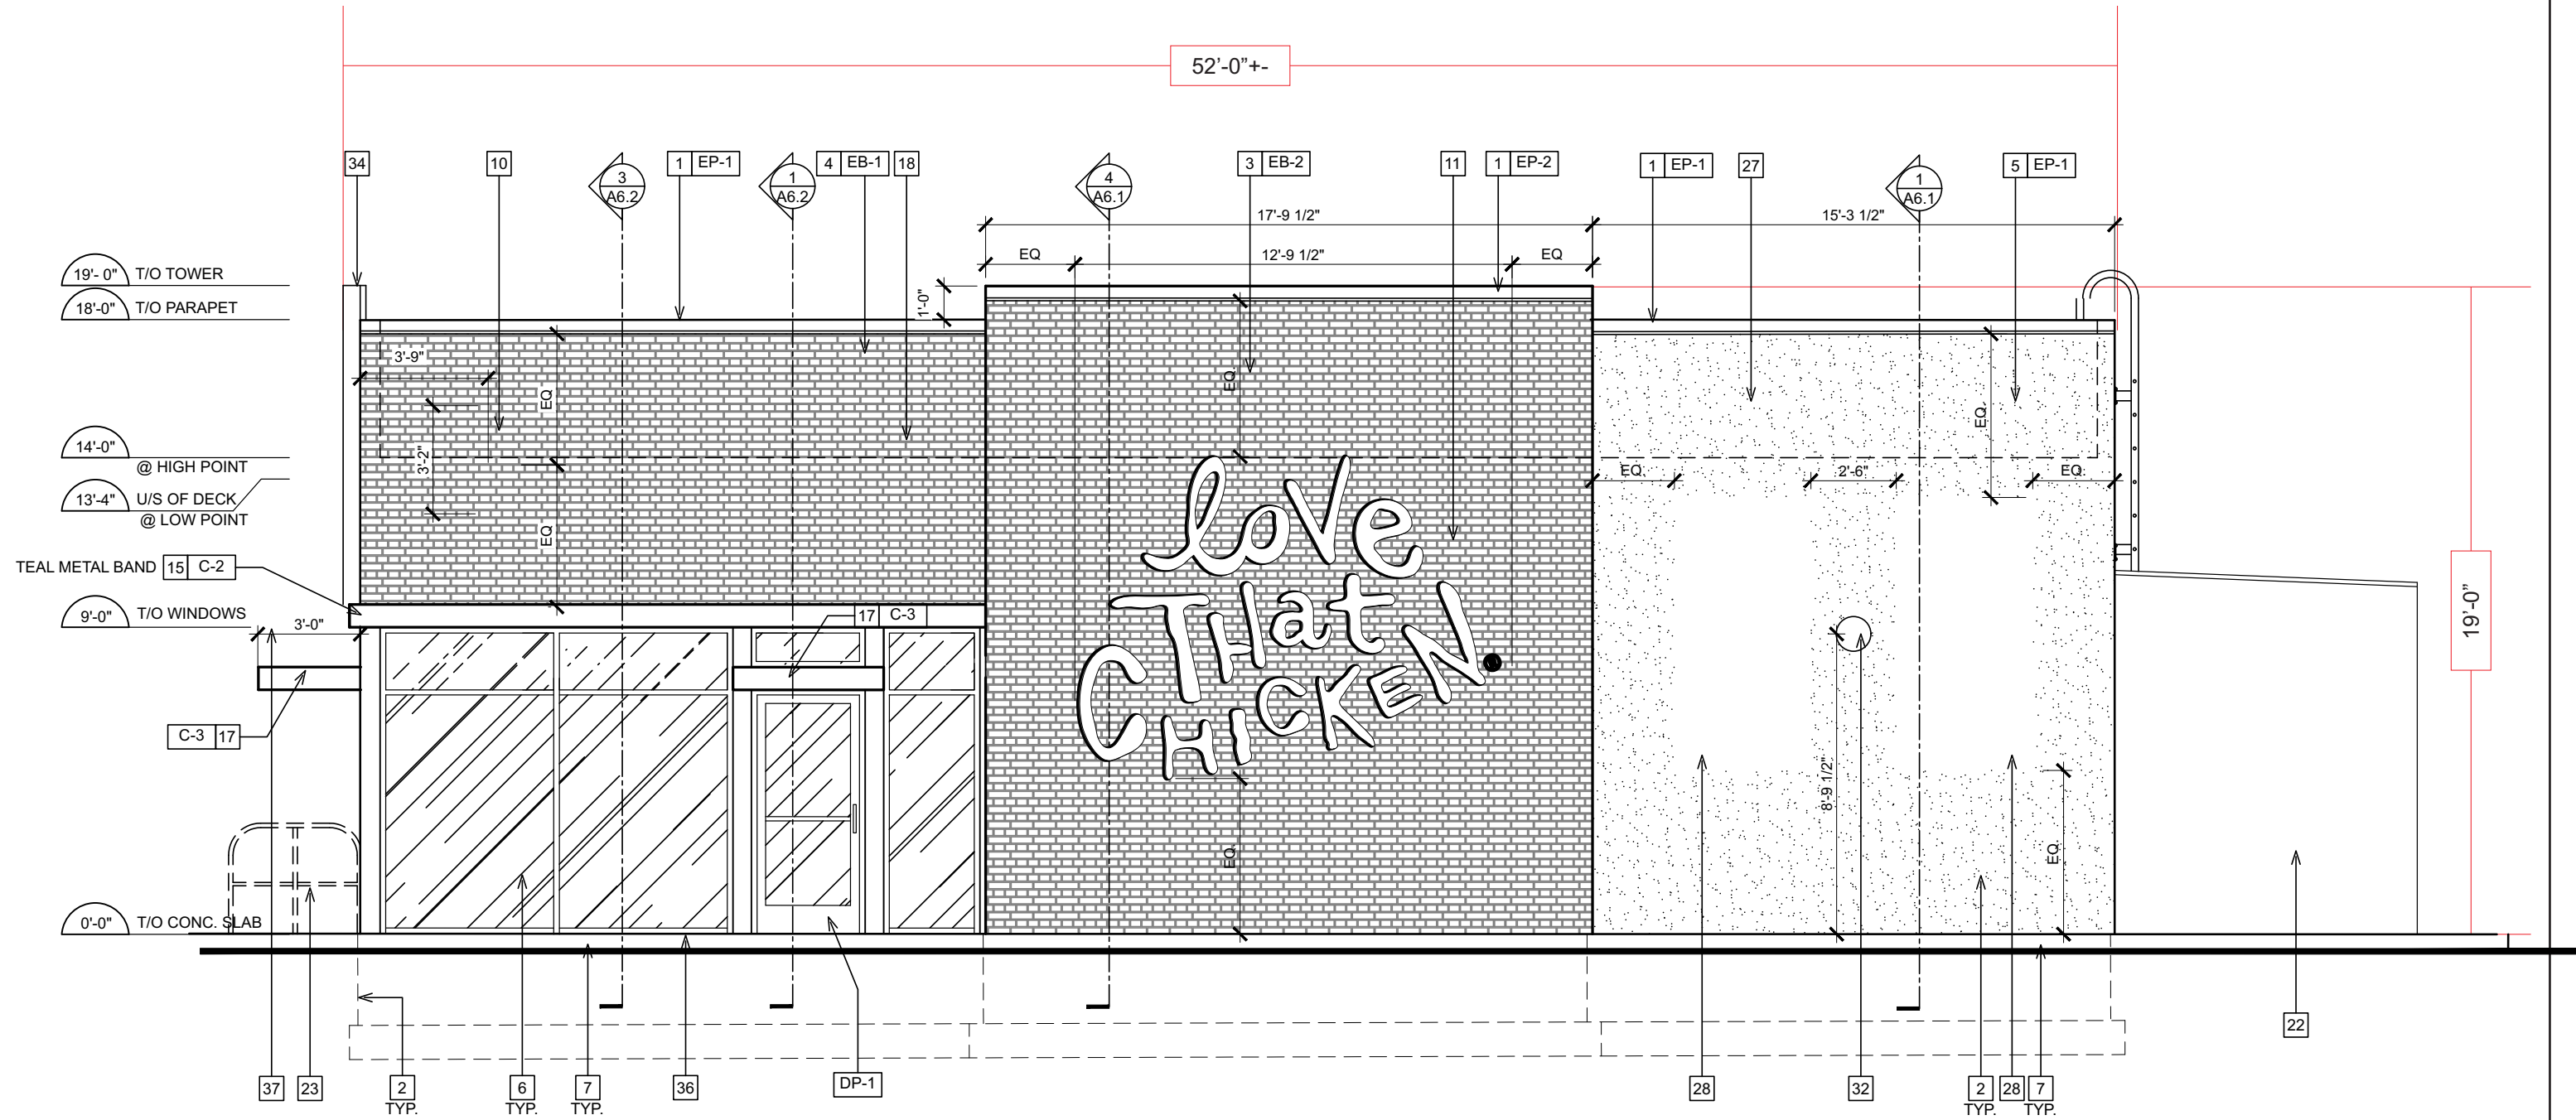 52'-0"+-
34
10
3
A6.2
1 EP-1
1
A6.2
4 EB-1
18
4
A6.1
3 EB-2
11
1 EP-2
1 EP-1
27
1
A6.1
5 EP-1
17'-9 1/2"
15'-3 1/2"
EQ
12'-9 1/2"
EQ
19'- 0" T/O TOWER
18'-0" T/O PARAPET
1'-0"
3'-9"
EQ
EQ.
EQ.
14'-0"
@ HIGH POINT
3'-2"
EQ.
2'-6"
EQ.
13'-4" U/S OF DECK
@ LOW POINT
EQ
love
THat
CHICKEN.
TEAL METAL BAND 15 C-2
9'-0" T/O WINDOWS
3'-0"
17 C-3
19'-0"
C-3 17
8'-9 1/2"
EQ.
EQ.
0'-0" T/O CONC. SLAB
22
37
23
2
TYP.
6
TYP.
7
TYP.
36
DP-1
28
32
2
TYP.
28
7
TYP.